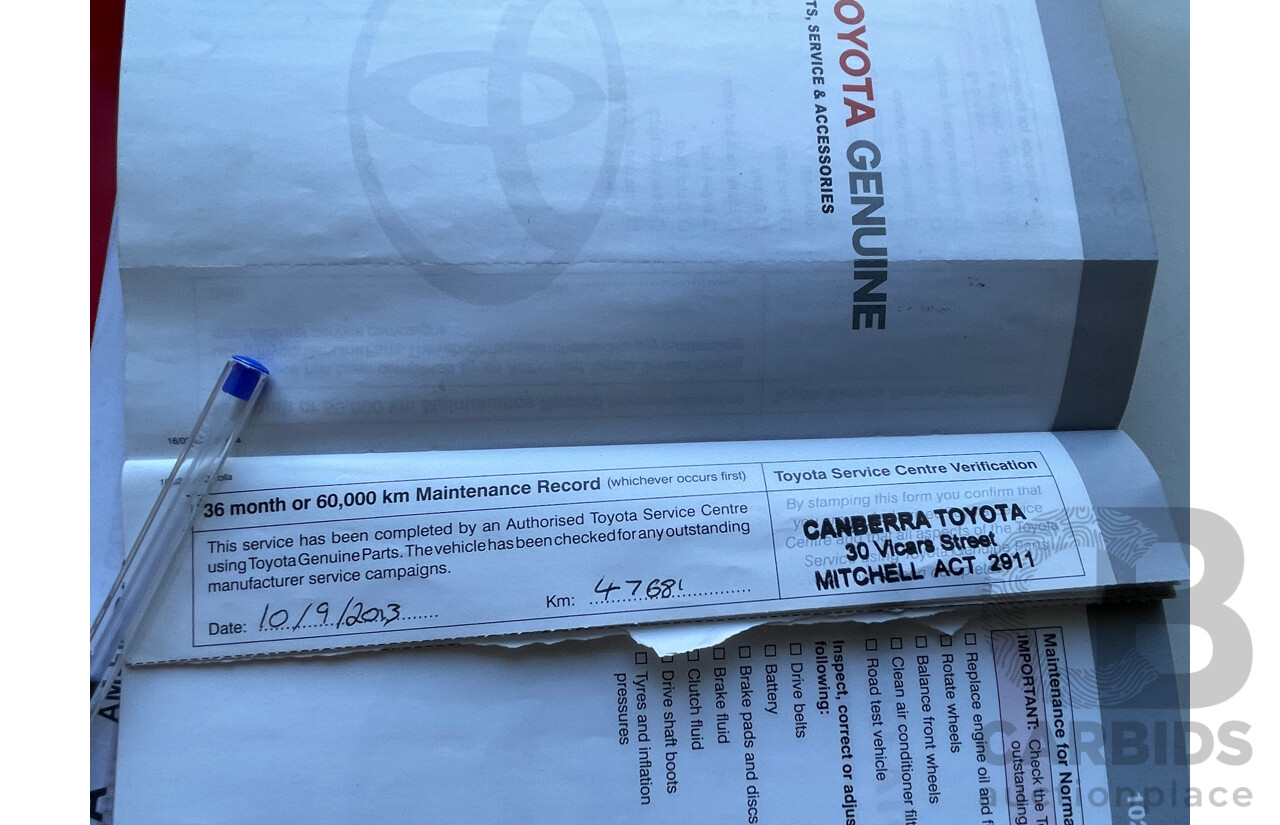 OYOTA GENUINE
TS, SERVICE & ACCESSORIES
36 month or 60,000 km Maintenance Record (whichever occurs first)
This service has been completed by an Authorised Toyota Service Centre
using Toyota Genuine Parts. The vehicle has been checked for any outstanding
manufacturer service campaigns.
Date: 10/9/2013
Km: 47681
Toyota Service Centre Verification
By stamping this form you confirm that
CANBERRA TOYOTA
30 Vicars Street
MITCHELL ACT 2911
Maintenance for Norma
IMPORTANT: Check the T
outstanding
Replace engine oil and f
Rotate wheels
Balance front wheels
Clean air conditioner filt
Road test vehicle
Inspect, correct or adjus
following:
Drive belts
Battery
Brake pads and discs
Brake fluid
Clutch fluid
Drive shaft boots
Tyres and inflation
pressures
CARBIDS
auctionplace